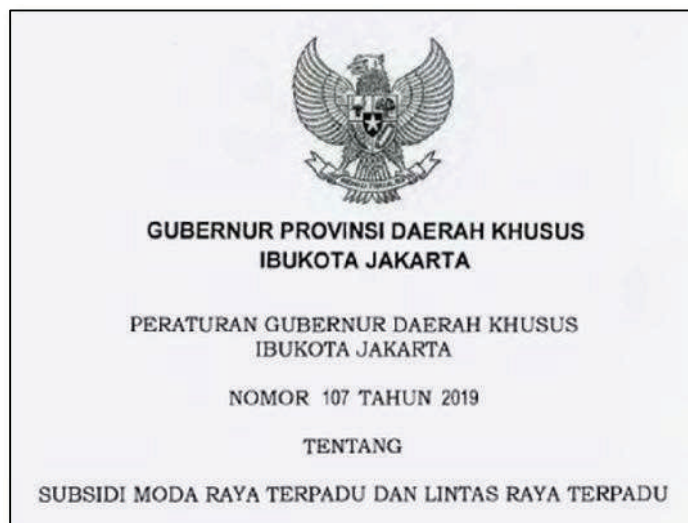 GUBERNUR PROVINSI DAERAH KHUSUS
IBUKOTA JAKARTA
PERATURAN GUBERNUR DAERAH KHUSUS
IBUKOTA JAKARTA
NOMOR 107 TAHUN 2019
TENTANG
SUBSIDI MODA RAYA TERPADU DAN LINTAS RAYA TERPADU